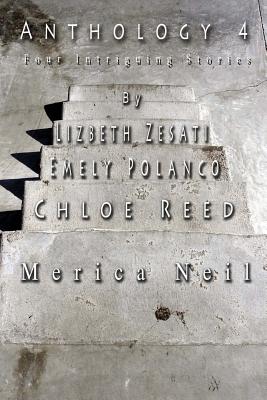 ANTHOLOGY 4
Four Intriguing Stories
By
LIZBETH ZESATI
EMELY POLANCO
CHLOE REED
Merica Neil